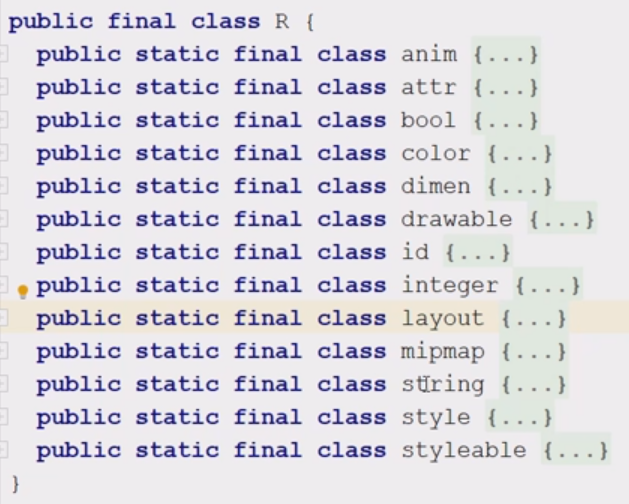 public final class R {
public static final class anim {...}
public static final class attr {...}
public static final class bool {...}
public static final class color {...}
public static final class dimen {...}
public static final class drawable {...}
public static final class id {...}
public static final class integer {...}
public static final class layout {...}
public static final class mipmap {...}
public static final class string {...}
public static final class style {...}
public static final class styleable {...}
}